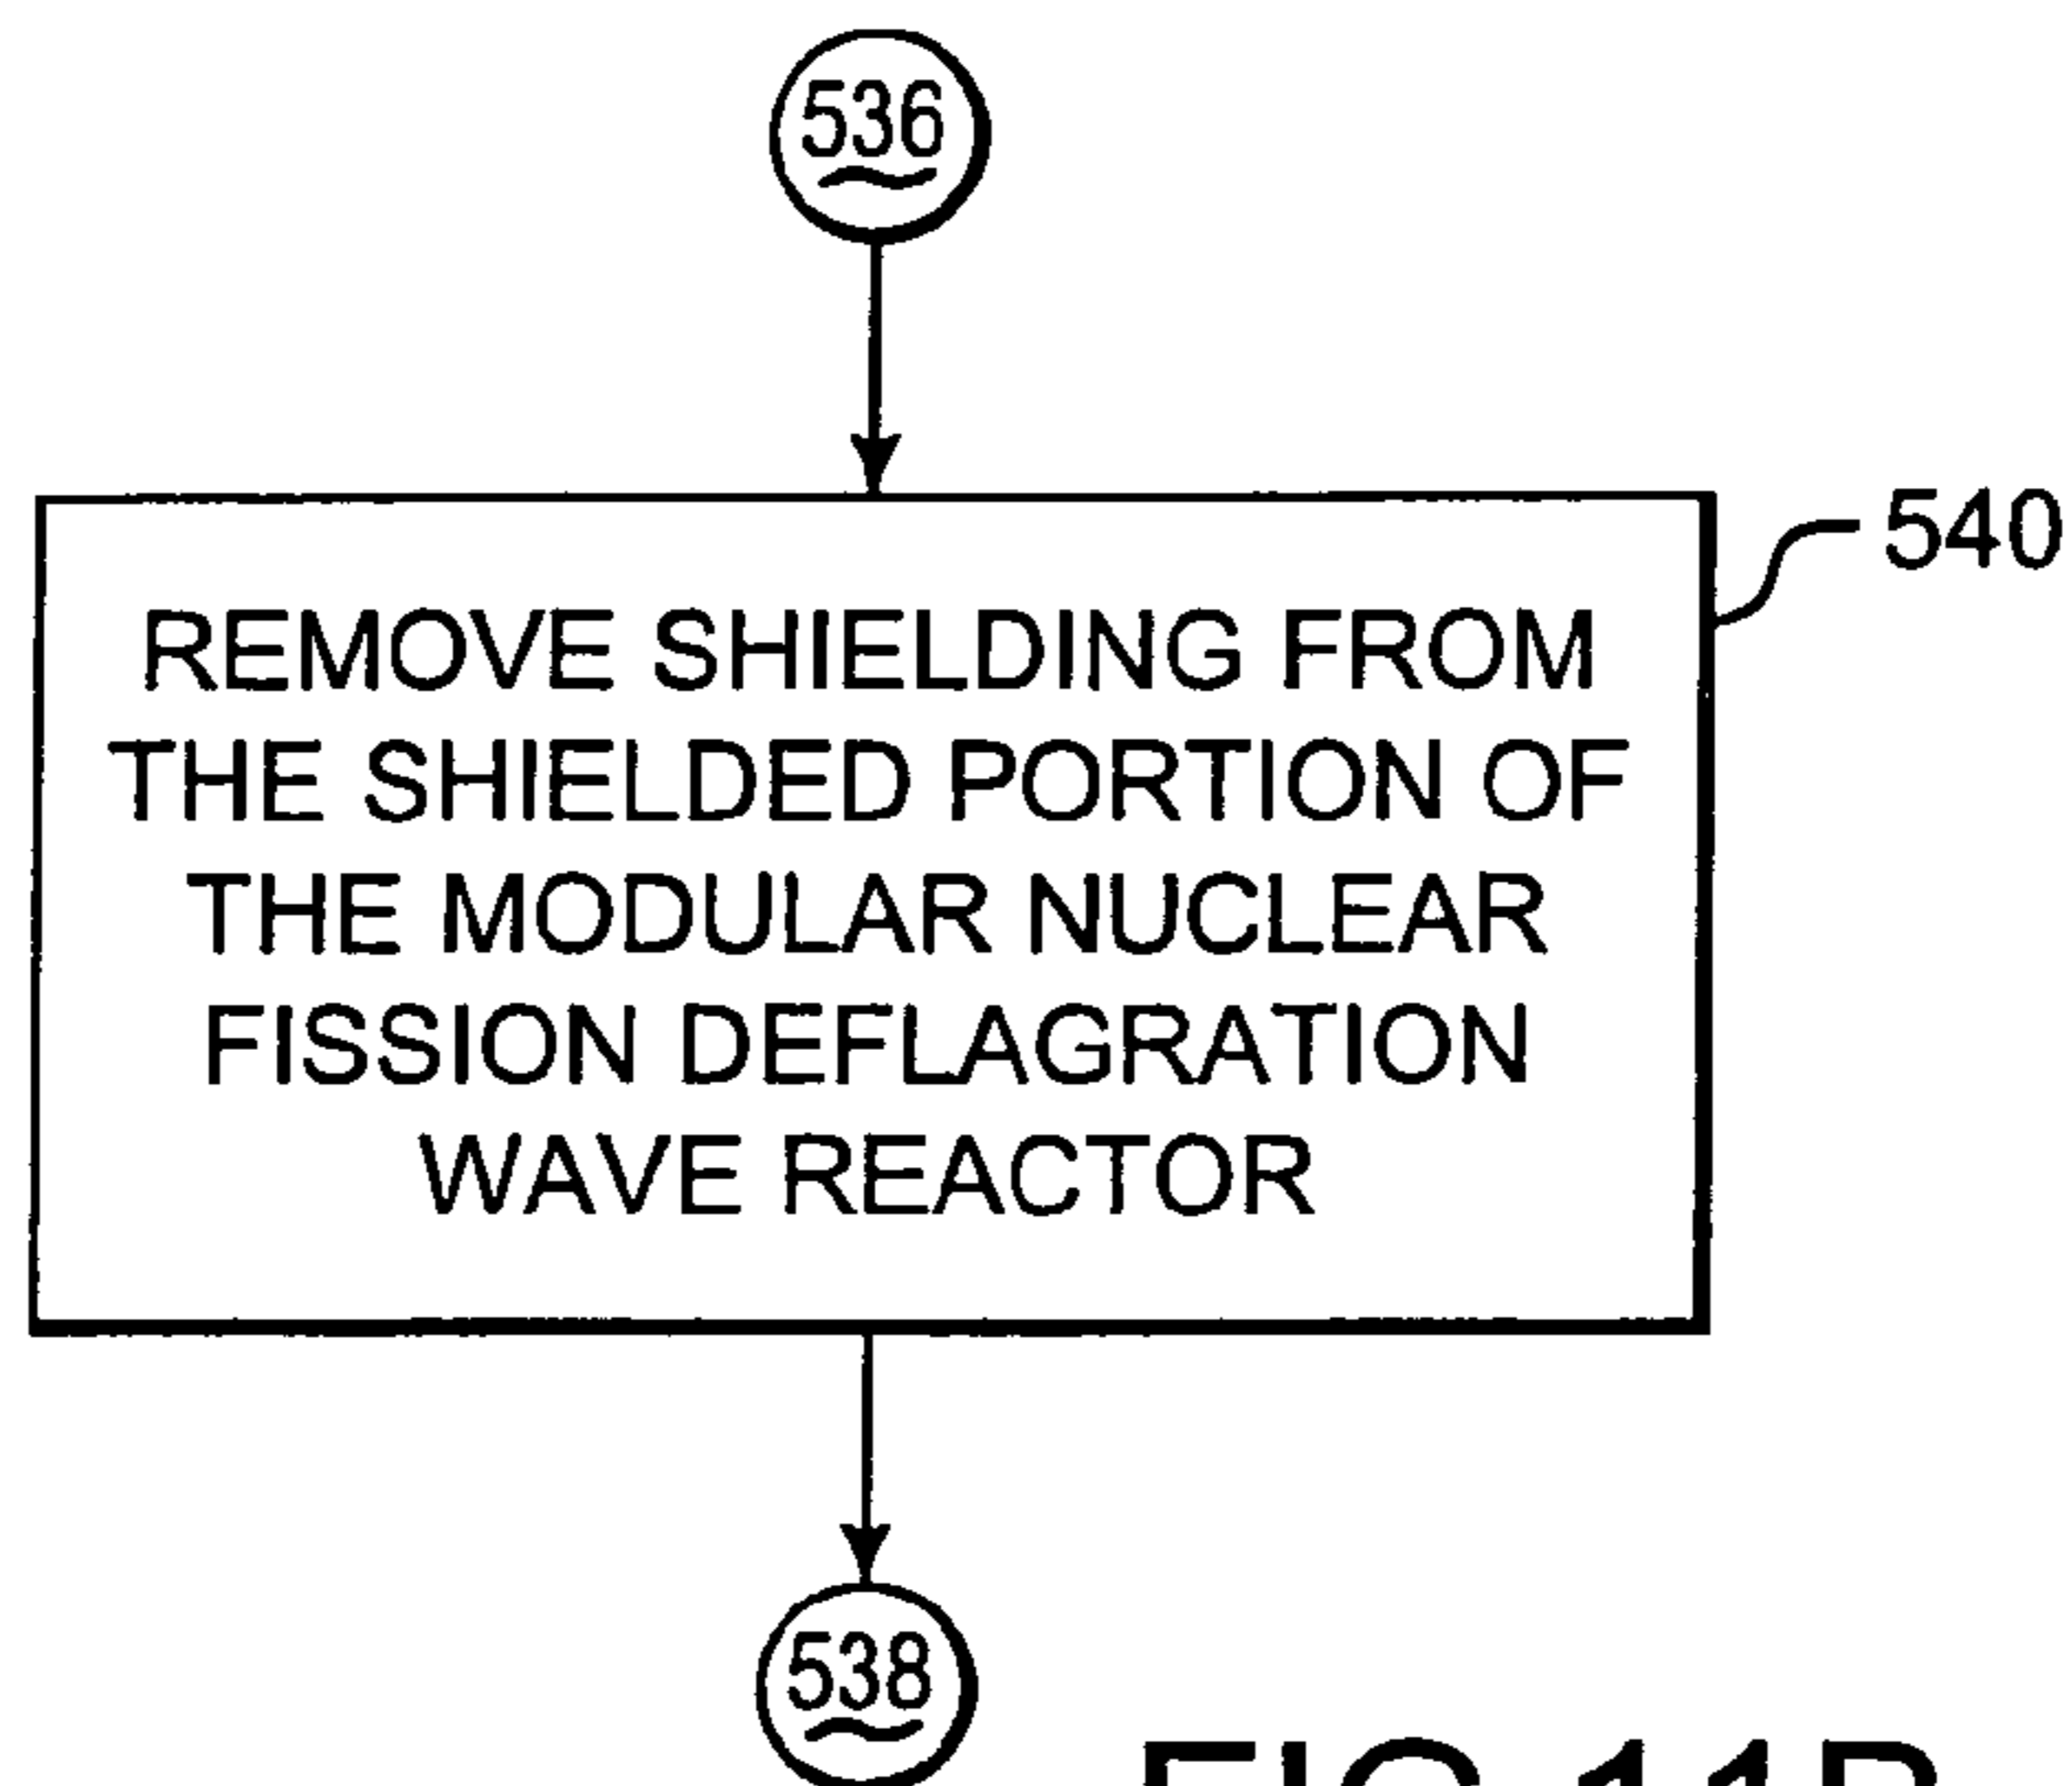 536
540
REMOVE SHIELDING FROM
THE SHIELDED PORTION OF
THE MODULAR NUCLEAR
FISSION DEFLAGRATION
WAVE REACTOR
538